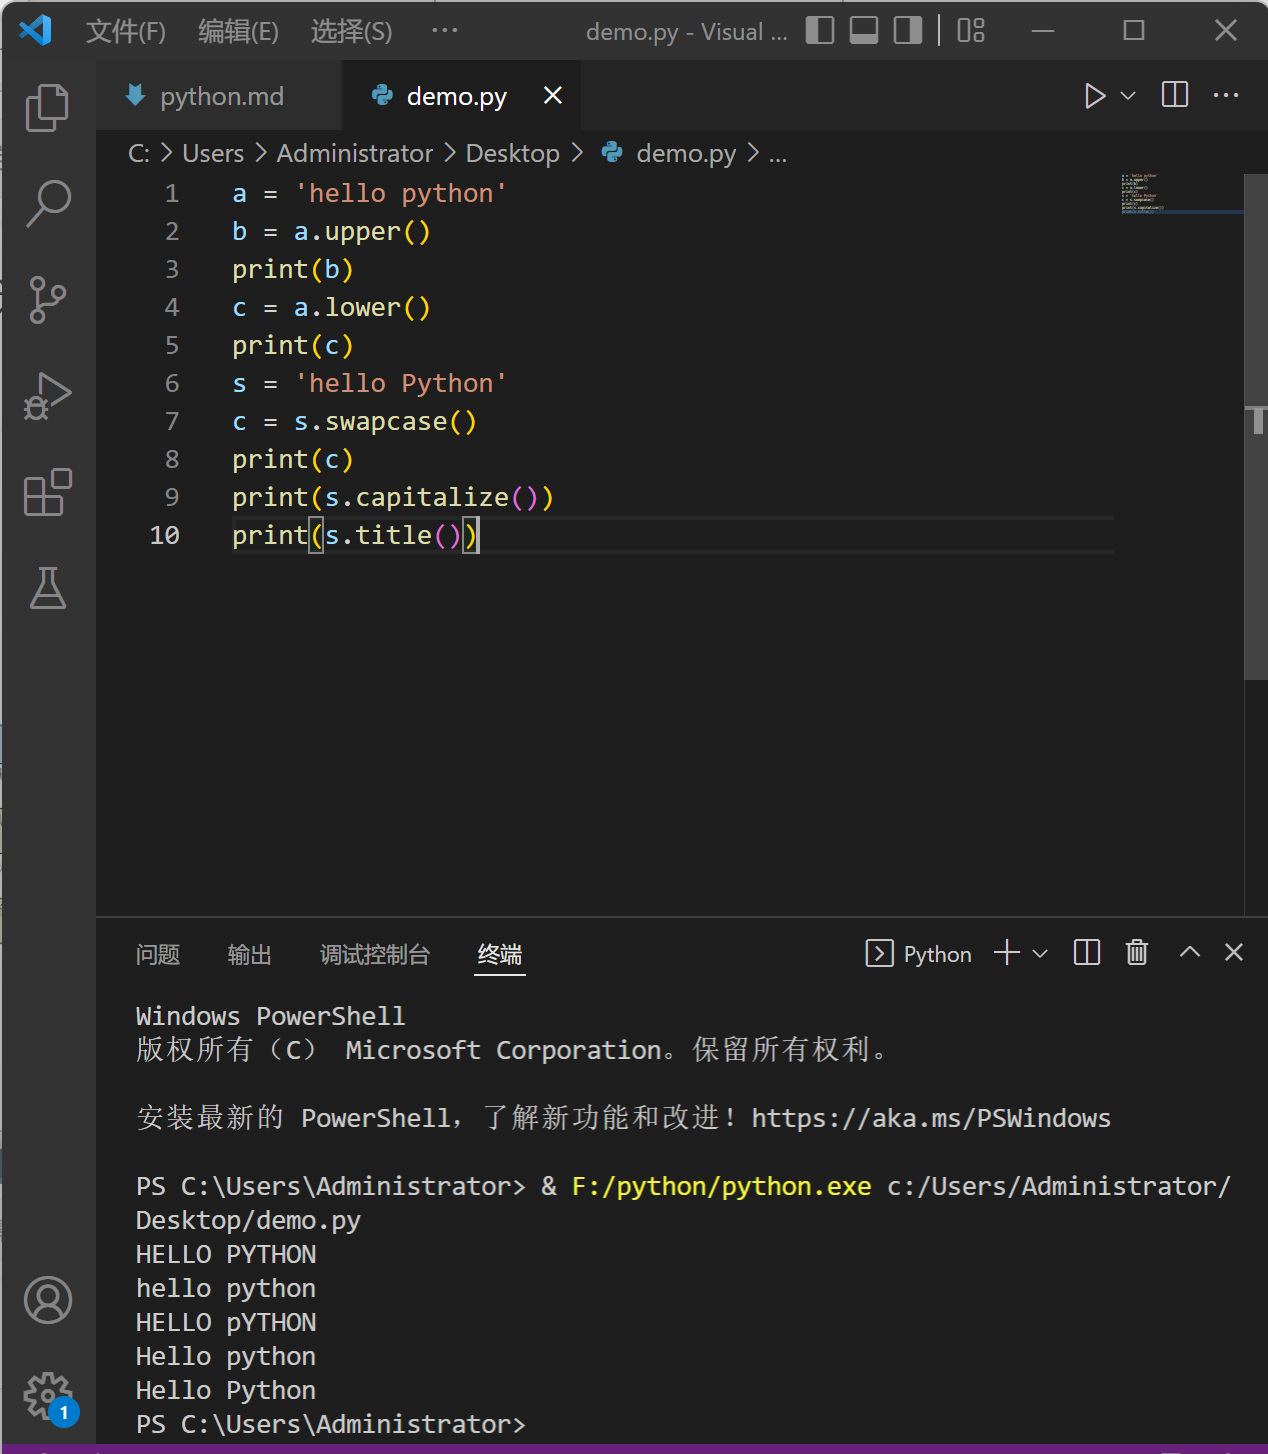 文件(F) 编辑(E) 选择(S) ··· demo.py - Visual ...
python.md demo.py
C: > Users > Administrator > Desktop > demo.py > ...
1 a = 'hello python'
2 b = a.upper()
3 print(b)
4 c = a.lower()
5 print(c)
6 s = 'hello Python'
7 c = s.swapcase()
8 print(c)
9 print(s.capitalize())
10 print(s.title())
问题 输出 调试控制台 终端 Python
Windows PowerShell
版权所有（C） Microsoft Corporation。保留所有权利。
安装最新的 PowerShell，了解新功能和改进！https://aka.ms/PSWindows
PS C:\Users\Administrator> & F:/python/python.exe c:/Users/Administrator/
Desktop/demo.py
HELLO PYTHON
hello python
HELLO pYTHON
Hello python
Hello Python
PS C:\Users\Administrator>
1